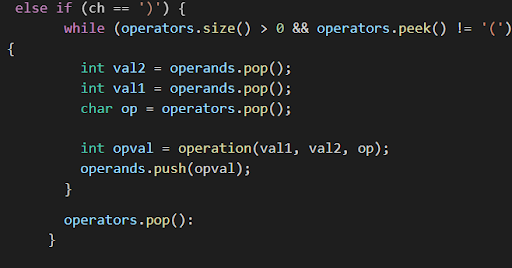 else if (ch == ')') {
while (operators.size() > 0 && operators.peek() != '(')
{
int val2 = operands.pop();
int val1 = operands.pop();
char op = operators.pop();
int opval = operation(val1, val2, op);
operands.push(opval);
}
operators.pop():
}